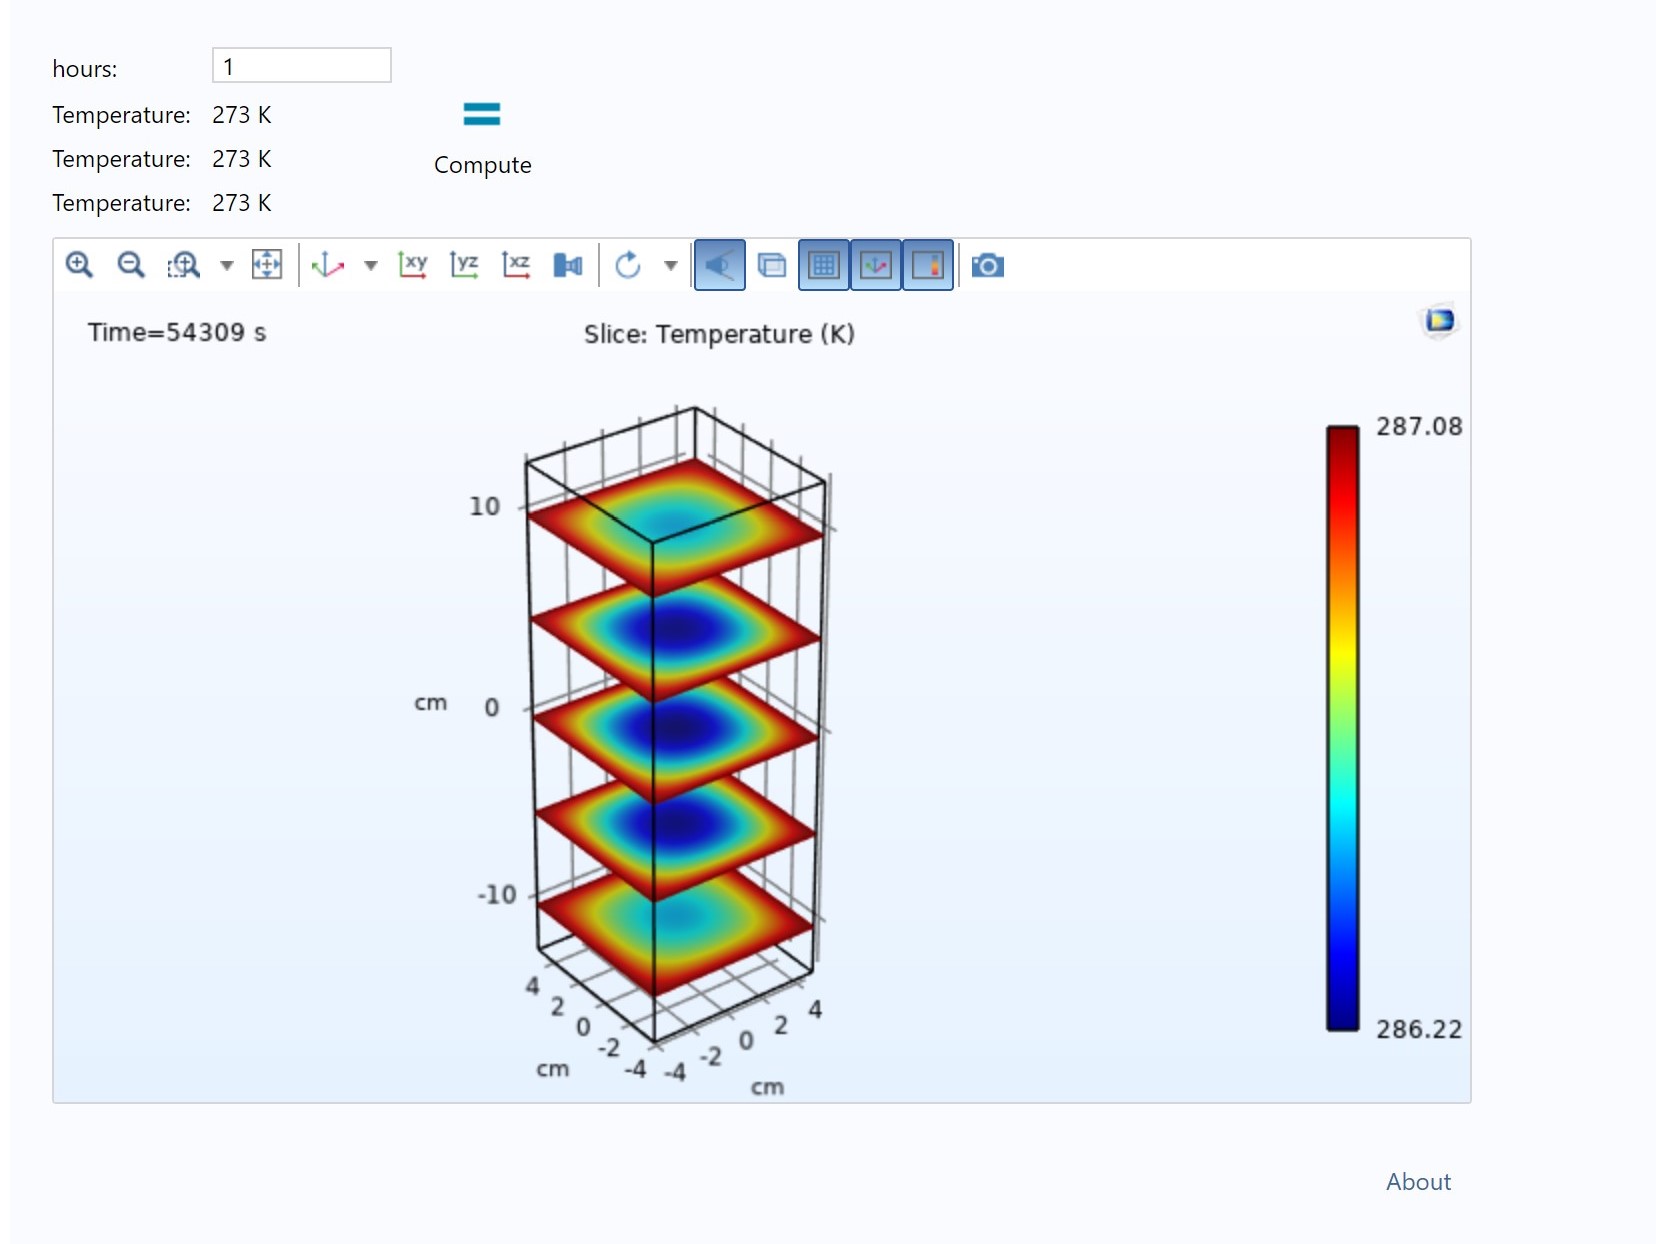 hours: 1
Temperature: 273 K
Temperature: 273 K
Compute
Temperature: 273 K
xy yz xz
Time=54309 s
Slice: Temperature (K)
287.08
10
cm 0
-10
4
2
0
-2
-4
cm
-4
-2
0
2
4
cm
286.22
About